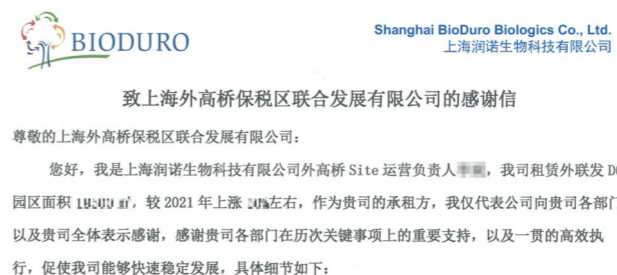 BIODURO
Shanghai BioDuro Biologics Co., Ltd.
上海润诺生物科技有限公司
致上海外高桥保税区联合发展有限公司的感谢信
尊敬的上海外高桥保税区联合发展有限公司：
您好，我是上海润诺生物科技有限公司外高桥 Site 运营负责人，我司租赁外联发 D
园区面积 ㎡，较 2021 年上涨 左右，作为贵司的承租方，我仅代表公司向贵司各部门
以及贵司全体表示感谢，感谢贵司各部门在历次关键事项上的重要支持，以及一贯的高效执
行，促使我司能够快速稳定发展，具体细节如下：